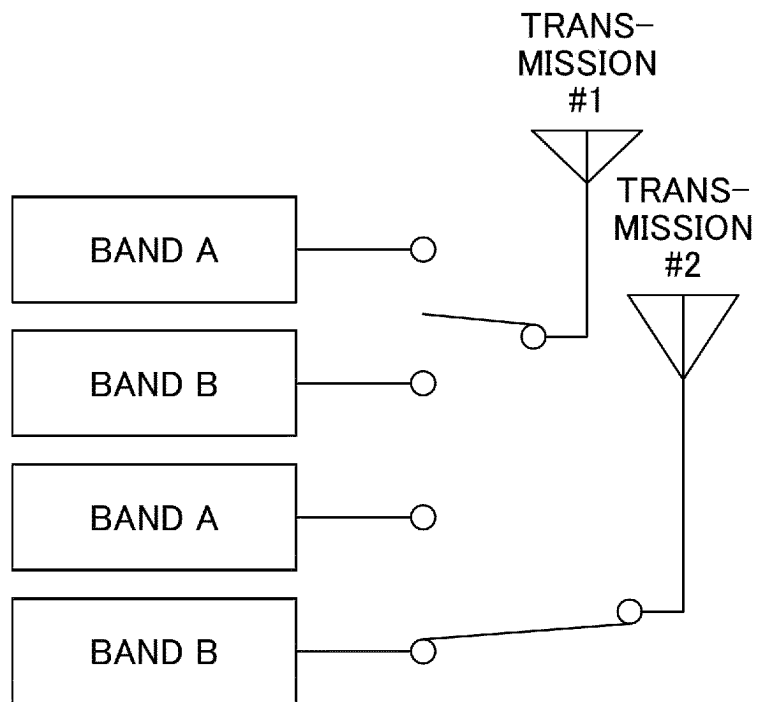 TRANS-
MISSION
#1
TRANS-
MISSION
#2
BAND A
BAND B
BAND A
BAND B